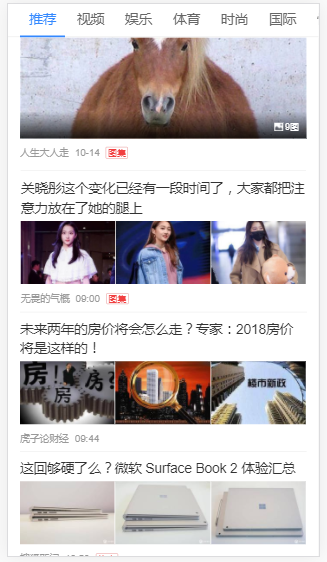 推荐 视频 娱乐 体育 时尚 国际
9图
人生大人走 10-14 图集
关晓彤这个变化已经有一段时间了，大家都把注
意力放在了她的腿上
无畏的气概 09:00 图集
未来两年的房价将会怎么走？专家：2018房价
将是这样的！
房！ 房！
房
楼市新政
虎子论财经 09:44
这回够硬了么？微软 Surface Book 2 体验汇总